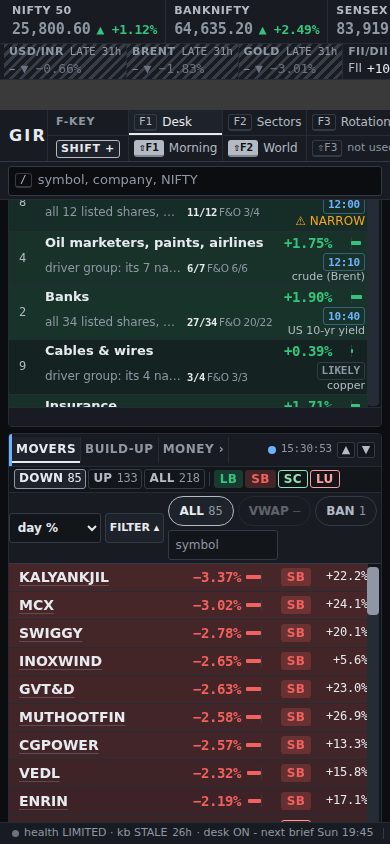 NIFTY 50 BANKNIFTY SENSEX
25,800.60 ▲ +1.12% 64,635.20 ▲ +2.49% 83,919
USD/INR LATE 31h BRENT LATE 31h GOLD LATE 31h FII/DII
– ▼ −0.66% – ▼ −1.83% – ▼ −3.01% FII +10
GIR F-KEY F1 Desk F2 Sectors F3 Rotation
SHIFT + ⇧F1 Morning ⇧F2 World ⇧F3 not used
/ symbol, company, NIFTY
8 all 12 listed shares, … 11/12 F&O 3/4 12:00
⚠ NARROW
4 Oil marketers, paints, airlines +1.75%
driver group: its 7 na… 6/7 F&O 6/6 12:10
crude (Brent)
2 Banks +1.90%
all 34 listed shares, … 27/34 F&O 20/22 10:40
US 10-yr yield
9 Cables & wires +0.39%
driver group: its 4 na… 3/4 F&O 3/3 LIKELY
copper
Insurance +1.71%
MOVERS BUILD-UP MONEY › 15:30:53 ▲ ▼
DOWN 85 UP 133 ALL 218 LB SB SC LU
day % FILTER ▴ ALL 85 VWAP – BAN 1
symbol
KALYANKJIL −3.37% SB +22.2%
MCX −3.02% SB +24.1%
SWIGGY −2.78% SB +20.1%
INOXWIND −2.65% SB +5.6%
GVT&D −2.63% SB +23.0%
MUTHOOTFIN −2.58% SB +26.9%
CGPOWER −2.57% SB +13.3%
VEDL −2.32% SB +15.8%
ENRIN −2.19% SB +17.1%
health LIMITED · kb STALE 26h · desk ON - next brief Sun 19:45